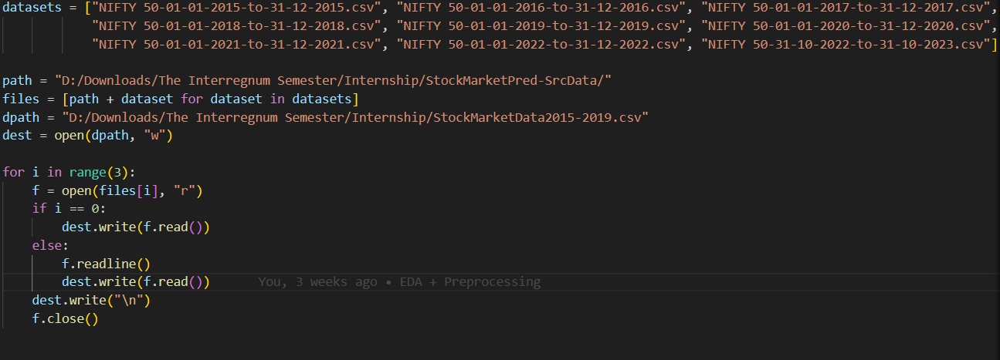 datasets = ["NIFTY 50-01-01-2015-to-31-12-2015.csv", "NIFTY 50-01-01-2016-to-31-12-2016.csv", "NIFTY 50-01-01-2017-to-31-12-2017.csv",
"NIFTY 50-01-01-2018-to-31-12-2018.csv", "NIFTY 50-01-01-2019-to-31-12-2019.csv", "NIFTY 50-01-01-2020-to-31-12-2020.csv",
"NIFTY 50-01-01-2021-to-31-12-2021.csv", "NIFTY 50-01-01-2022-to-31-12-2022.csv", "NIFTY 50-31-10-2022-to-31-10-2023.csv"]
path = "D:/Downloads/The Interregnum Semester/Internship/StockMarketPred-SrcData/"
files = [path + dataset for dataset in datasets]
dpath = "D:/Downloads/The Interregnum Semester/Internship/StockMarketData2015-2019.csv"
dest = open(dpath, "w")
for i in range(3):
    f = open(files[i], "r")
    if i == 0:
        dest.write(f.read())
    else:
        f.readline()
        dest.write(f.read())    You, 3 weeks ago • EDA + Preprocessing
    dest.write("\n")
    f.close()